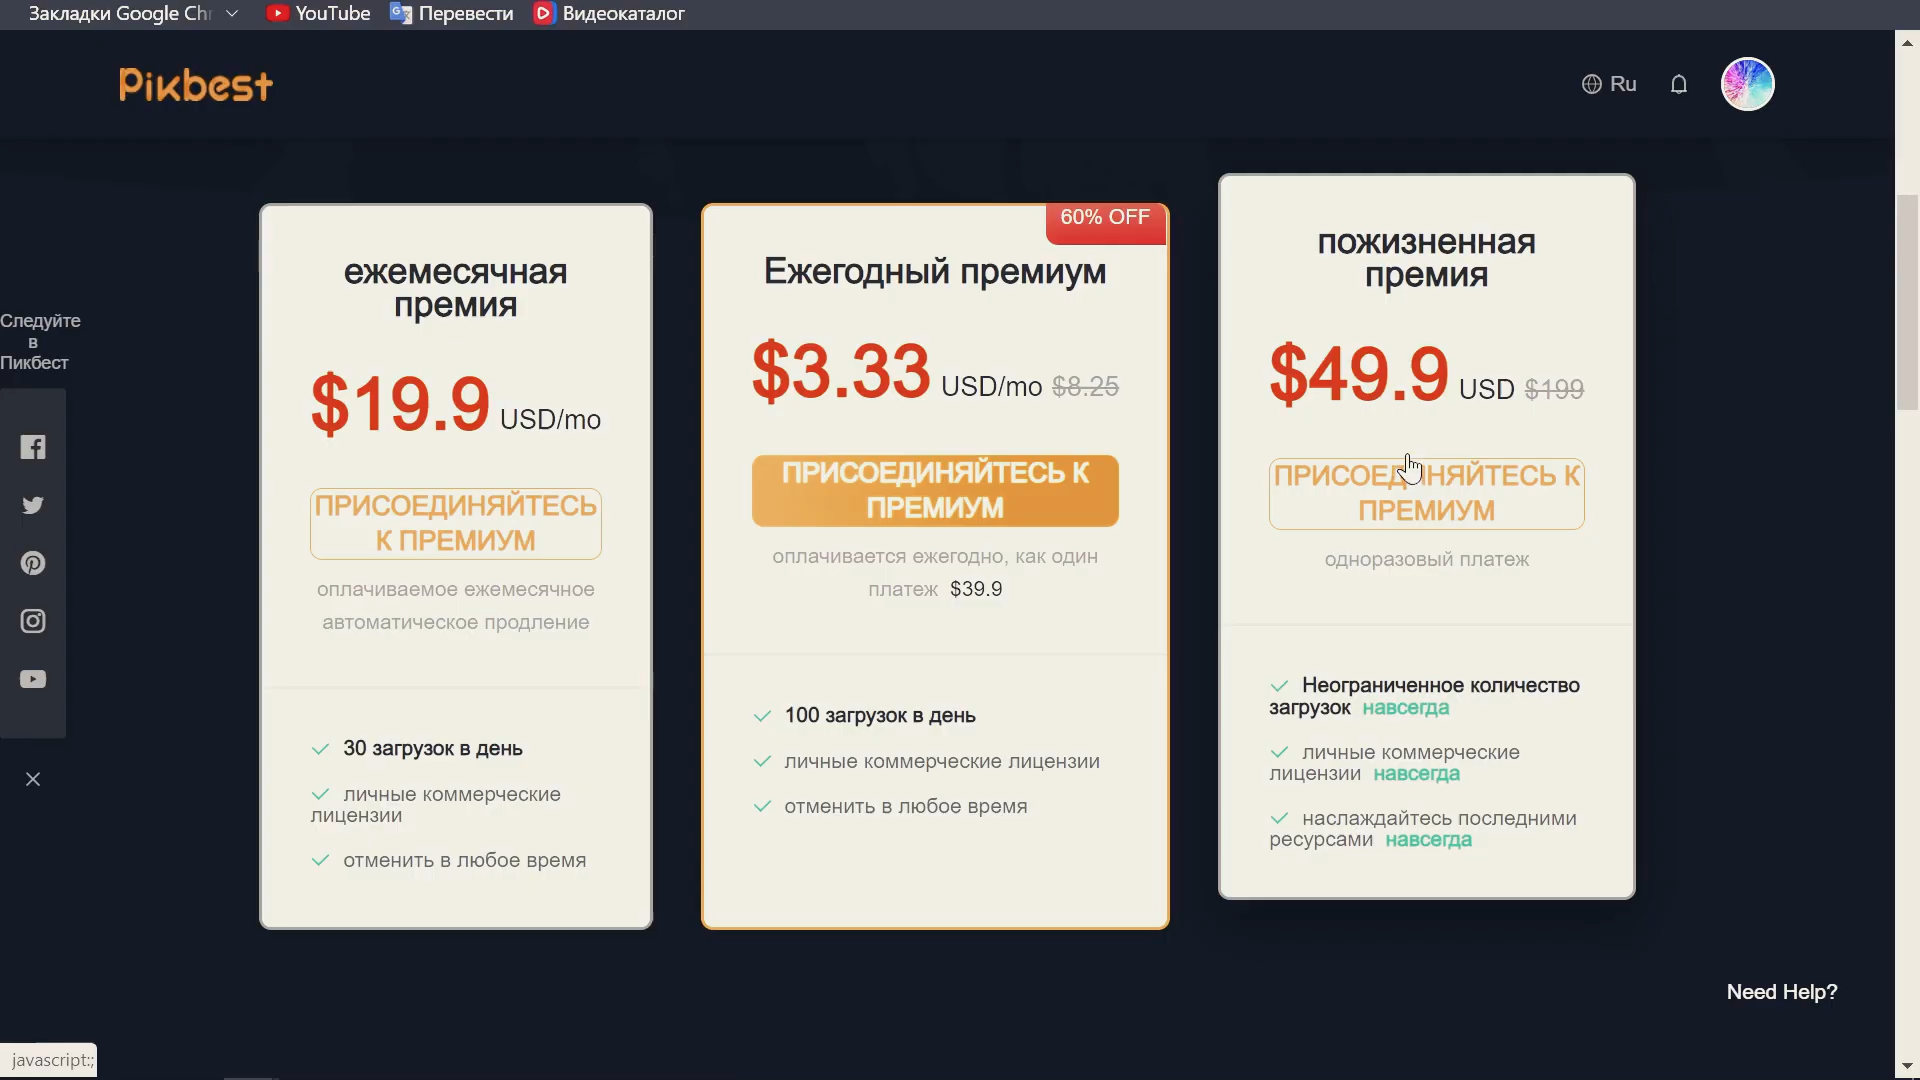 Закладки Google Chr
YouTube
Перевести
Видеокаталог
Pikbest
Ru
Следуйте
в
Пикбест
ежемесячная
премия
$19.9 USD/mo
ПРИСОЕДИНЯЙТЕСЬ
К ПРЕМИУМ
оплачиваемое ежемесячное
автоматическое продление
30 загрузок в день
личные коммерческие
лицензии
отменить в любое время
60% OFF
Ежегодный премиум
$3.33 USD/mo $8.25
ПРИСОЕДИНЯЙТЕСЬ К
ПРЕМИУМ
оплачивается ежегодно, как один
платеж $39.9
100 загрузок в день
личные коммерческие лицензии
отменить в любое время
пожизненная
премия
$49.9 USD $199
ПРИСОЕДИНЯЙТЕСЬ К
ПРЕМИУМ
одноразовый платеж
Неограниченное количество
загрузок навсегда
личные коммерческие
лицензии навсегда
наслаждайтесь последними
ресурсами навсегда
Need Help?
javascript:;